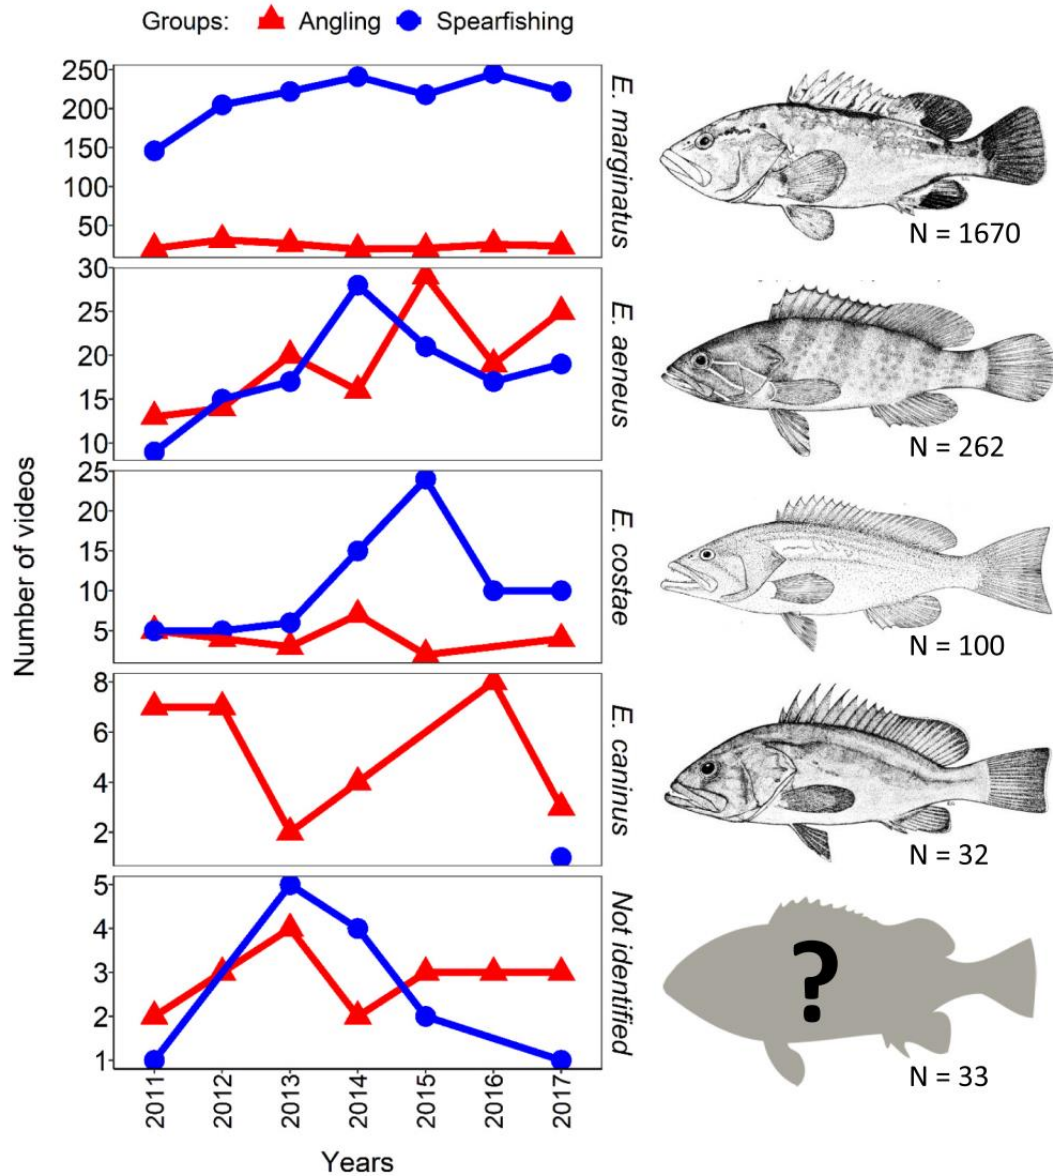 Groups: Angling Spearfishing
Number of videos
250
200
150
100
50
E. marginatus
N = 1670
30
25
20
15
10
E. aeneus
N = 262
25
20
15
10
5
E. costae
N = 100
8
6
4
2
E. caninus
N = 32
5
4
3
2
1
Not identiified
?
N = 33
2011 2012 2013 2014 2015 2016 2017
Years